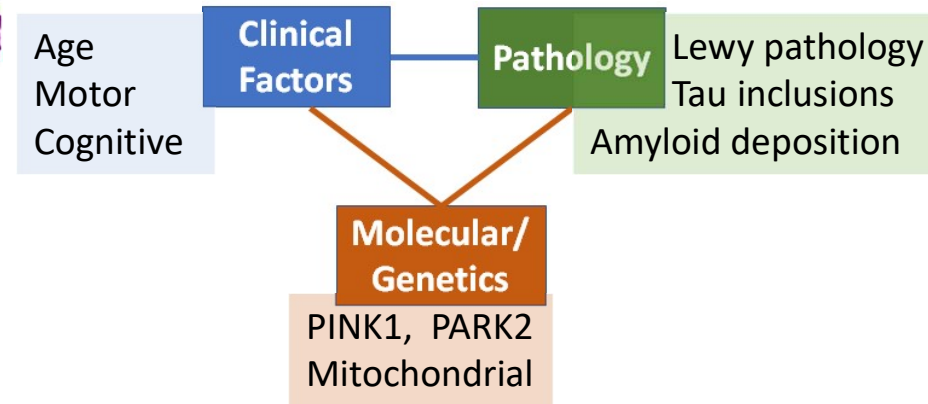 Age
Motor
Cognitive
Clinical
Factors
Pathology
Lewy pathology
Tau inclusions
Amyloid deposition
Molecular/
Genetics
PINK1, PARK2
Mitochondrial